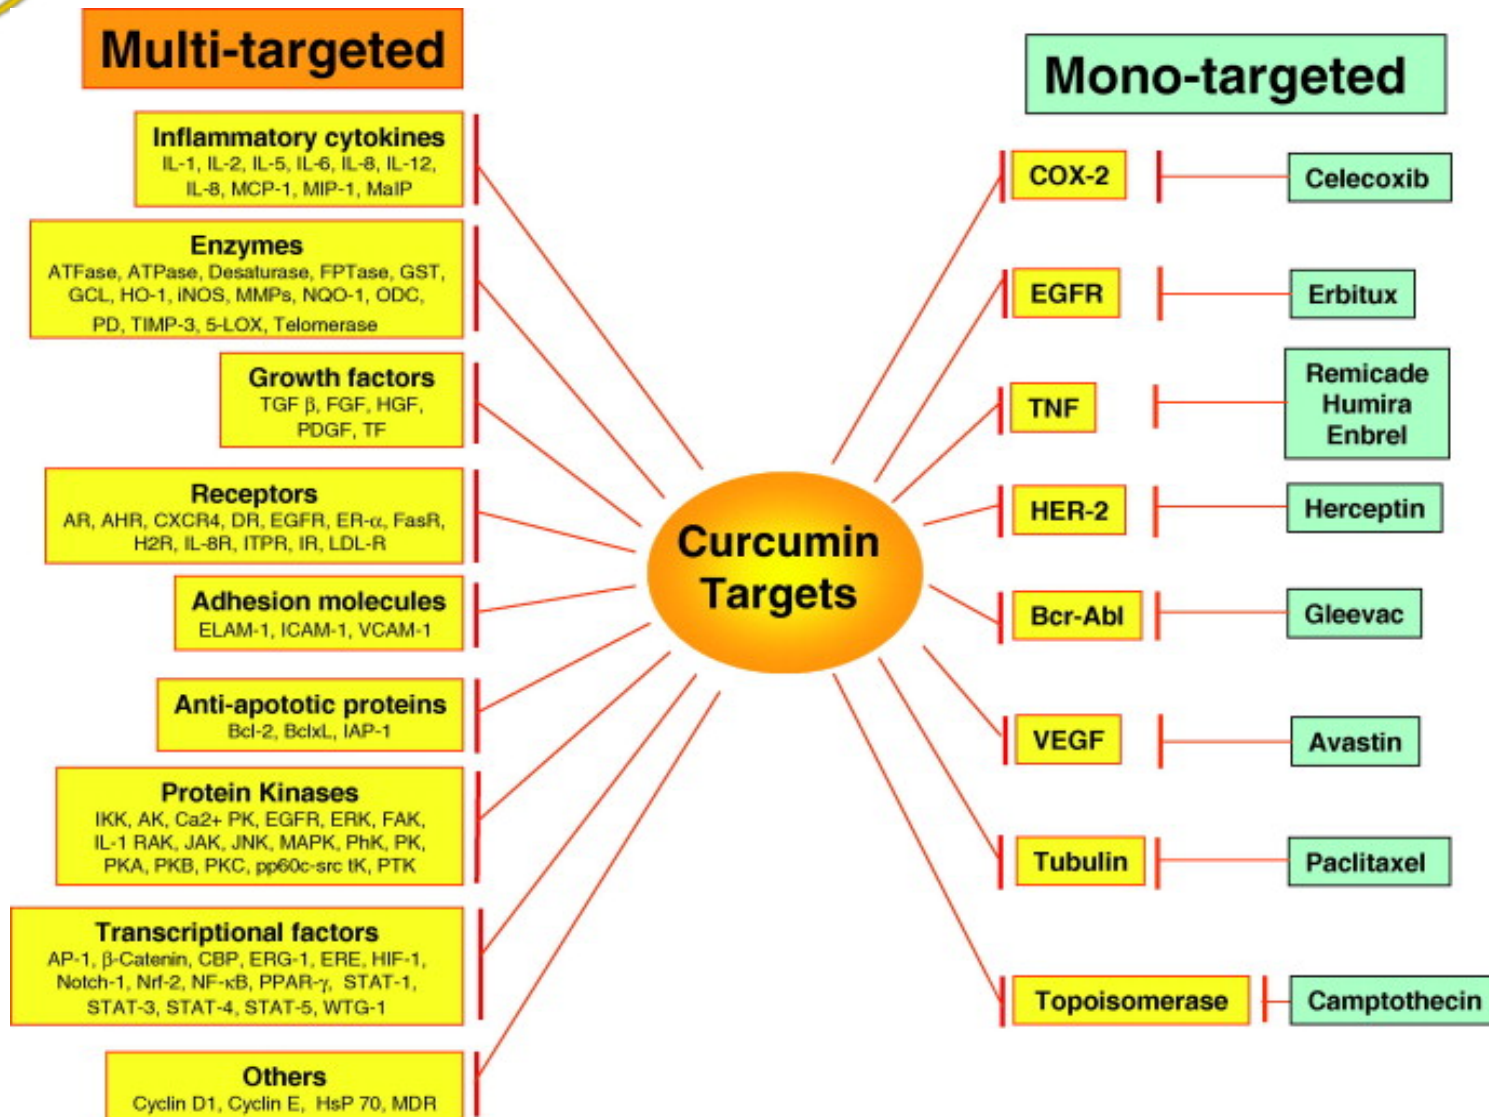 Multi-targeted
Inflammatory cytokines
IL-1, IL-2, IL-5, IL-6, IL-8, IL-12,
IL-8, MCP-1, MIP-1, MaIP
Enzymes
ATFase, ATPase, Desaturase, FPTase, GST,
GCL, HO-1, iNOS, MMPs, NQO-1, ODC,
PD, TIMP-3, 5-LOX, Telomerase
Growth factors
TGF β, FGF, HGF,
PDGF, TF
Receptors
AR, AHR, CXCR4, DR, EGFR, ER-α, FasR,
H2R, IL-8R, ITPR, IR, LDL-R
Adhesion molecules
ELAM-1, ICAM-1, VCAM-1
Anti-apototic proteins
Bcl-2, BclxL, IAP-1
Protein Kinases
IKK, AK, Ca2+ PK, EGFR, ERK, FAK,
IL-1 RAK, JAK, JNK, MAPK, PhK, PK,
PKA, PKB, PKC, pp60c-src tK, PTK
Transcriptional factors
AP-1, β-Catenin, CBP, ERG-1, ERE, HIF-1,
Notch-1, Nrf-2, NF-κB, PPAR-γ, STAT-1,
STAT-3, STAT-4, STAT-5, WTG-1
Others
Cyclin D1, Cyclin E, HsP 70, MDR
Curcumin
Targets
Mono-targeted
COX-2
Celecoxib
EGFR
Erbitux
TNF
Remicade
Humira
Enbrel
HER-2
Herceptin
Bcr-Abl
Gleevac
VEGF
Avastin
Tubulin
Paclitaxel
Topoisomerase
Camptothecin